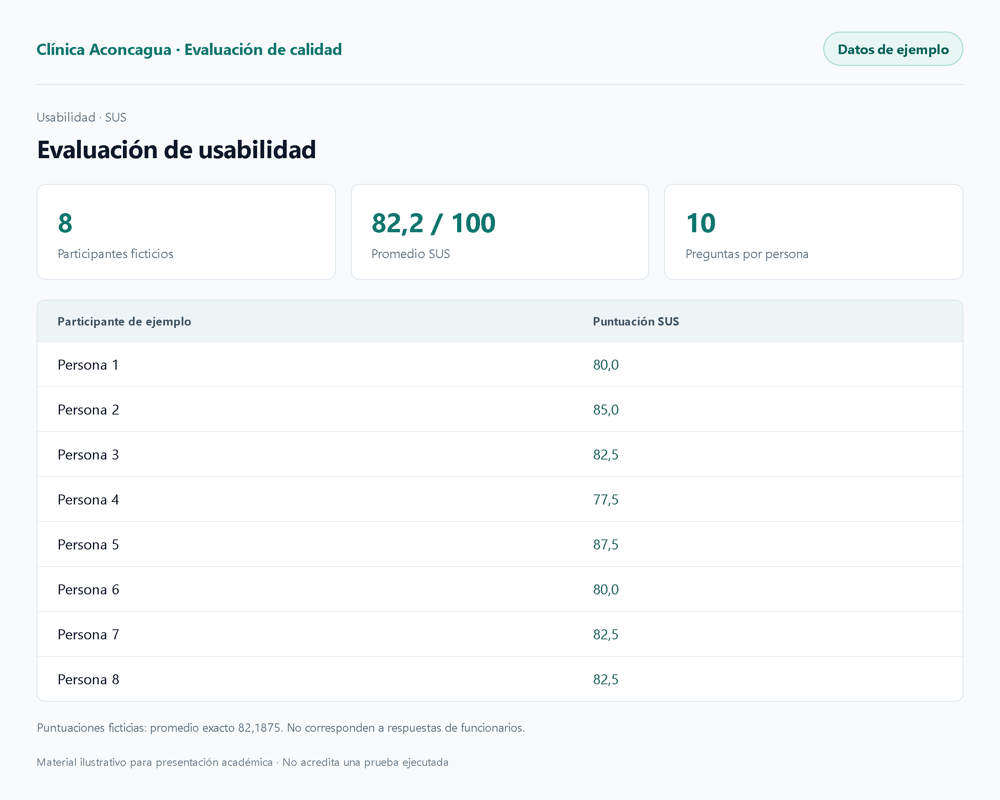 Clínica Aconcagua · Evaluación de calidad
Datos de ejemplo
Usabilidad · SUS
Evaluación de usabilidad
8
Participantes ficticios
82,2 / 100
Promedio SUS
10
Preguntas por persona
Participante de ejemplo Puntuación SUS
Persona 1 80,0
Persona 2 85,0
Persona 3 82,5
Persona 4 77,5
Persona 5 87,5
Persona 6 80,0
Persona 7 82,5
Persona 8 82,5
Puntuaciones ficticias: promedio exacto 82,1875. No corresponden a respuestas de funcionarios.
Material ilustrativo para presentación académica · No acredita una prueba ejecutada